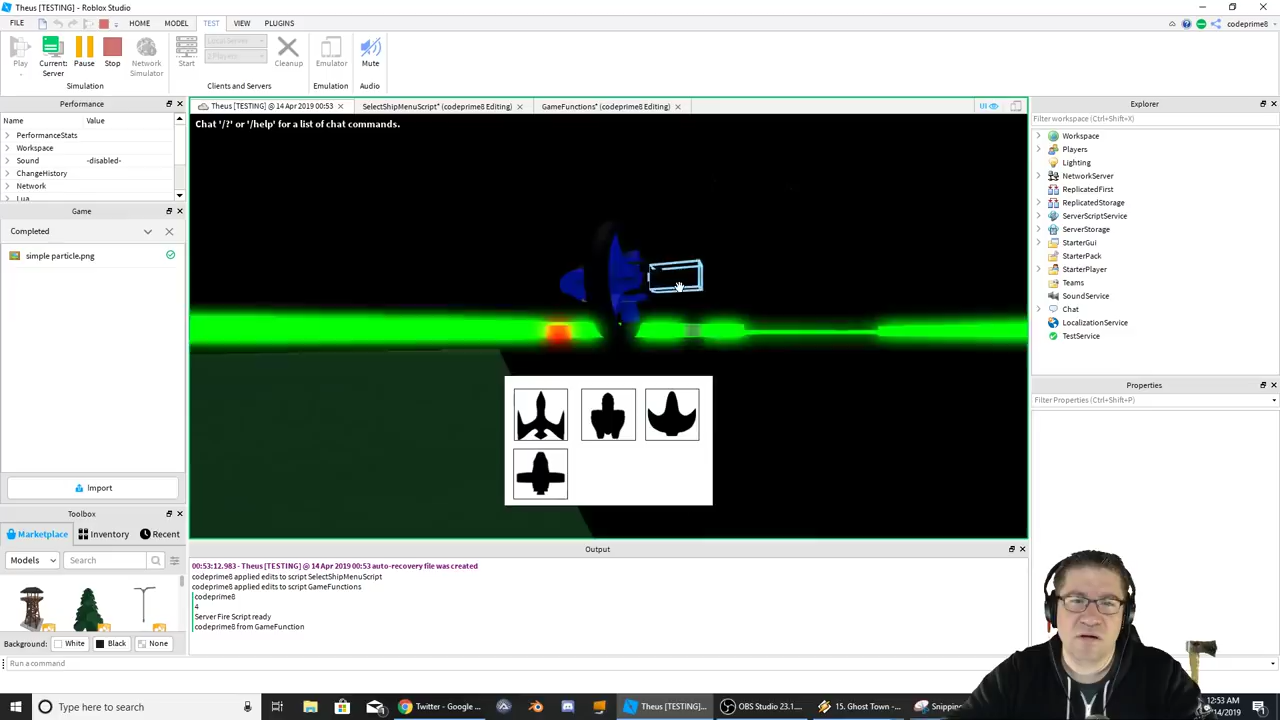 Theus [TESTING] - Roblox Studio
FILE HOME MODEL TEST VIEW PLUGINS
codeprime8
Play Current: Server Pause Stop Network Simulator Start Local Server 2 Players Cleanup Emulator Mute
Simulation Clients and Servers Emulation Audio
Performance
Name Value
PerformanceStats
Workspace
Sound -disabled-
ChangeHistory
Network
Lua
Game
Completed
simple particle.png
Import
Toolbox
Marketplace Inventory Recent
Models Search
Background: White Black None
Run a command
Theus [TESTING] @ 14 Apr 2019 00:53 SelectShipMenuScript* (codeprime8 Editing) GameFunctions* (codeprime8 Editing) UI
Chat '/?' or '/help' for a list of chat commands.
Output
00:53:12.983 - Theus [TESTING] @ 14 Apr 2019 00:53 auto-recovery file was created
codeprime8 applied edits to script SelectShipMenuScript
codeprime8 applied edits to script GameFunctions
codeprime8
4
Server Fire Script ready
codeprime8 from GameFunction
Explorer
Filter workspace (Ctrl+Shift+X)
Workspace
Players
Lighting
NetworkServer
ReplicatedFirst
ReplicatedStorage
ServerScriptService
ServerStorage
StarterGui
StarterPack
StarterPlayer
Teams
SoundService
Chat
LocalizationService
TestService
Properties
Filter Properties (Ctrl+Shift+P)
Type here to search
Twitter - Google ... Theus [TESTING] ... OBS Studio 23.1.... 15. Ghost Town -... Snipping
12:53 AM